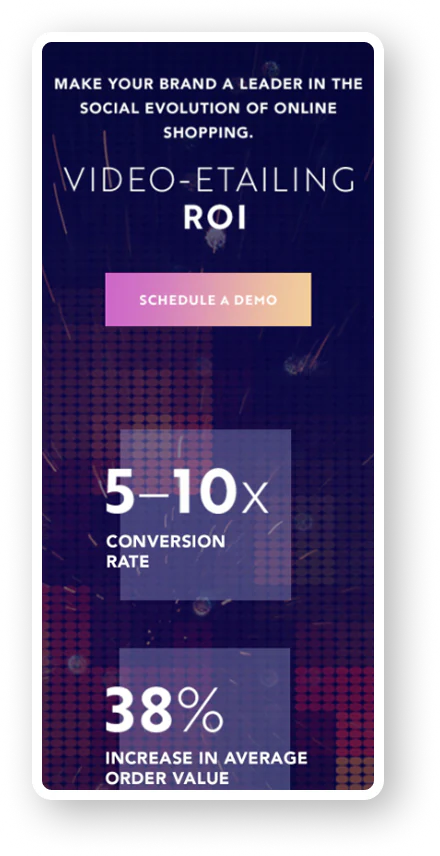 MAKE YOUR BRAND A LEADER IN THE
SOCIAL EVOLUTION OF ONLINE
SHOPPING.
VIDEO-ETAILING
ROI
SCHEDULE A DEMO
5–10x
CONVERSION
RATE
38%
INCREASE IN AVERAGE
ORDER VALUE